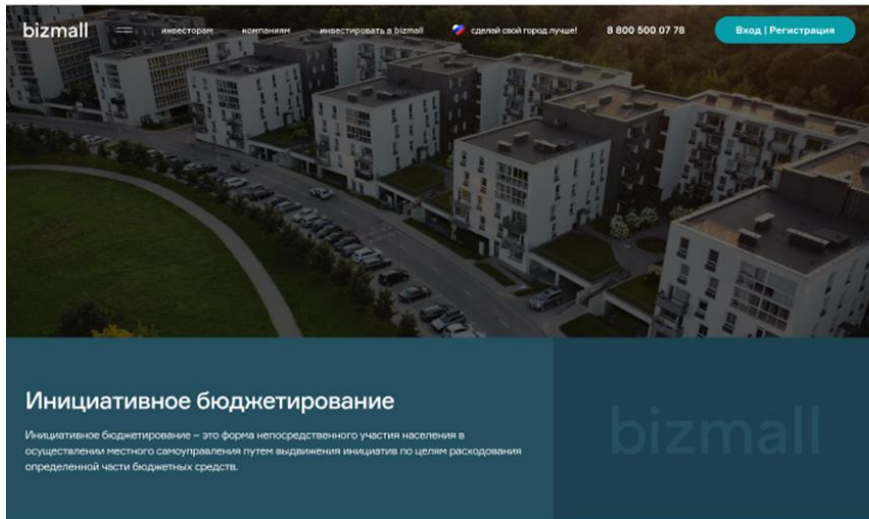 bizmall инвесторам компаниям инвестировать в bizmall сделай свой город лучше! 8 800 500 07 78 Вход | Регистрация
Инициативное бюджетирование
Инициативное бюджетирование – это форма непосредственного участия населения в
осуществлении местного самоуправления путем выдвижения инициатив по целям расходования
определенной части бюджетных средств.
bizmall